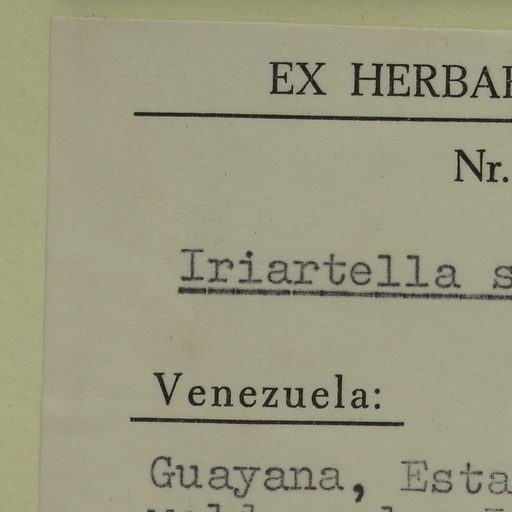 EX HERBA
Nr.
Iriartella s
Venezuela:
Guayana, Esta